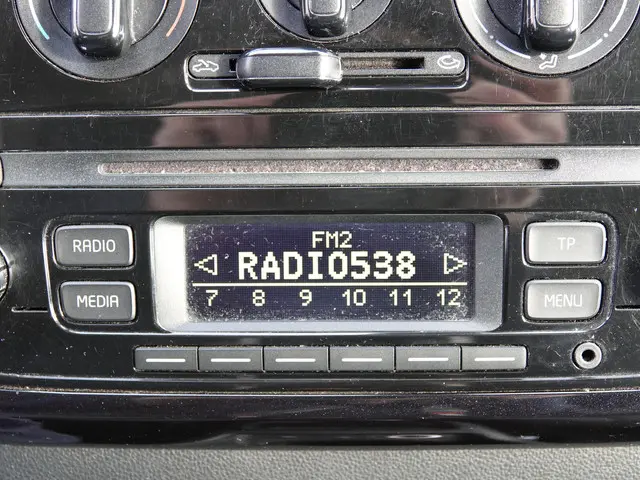 RADIO
FM2
RADIO538
TP
MEDIA
7 8 9 10 11 12
MENU